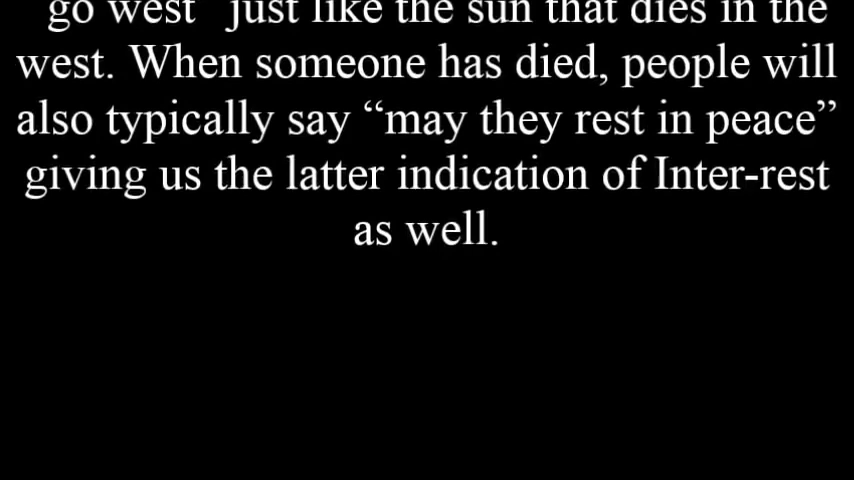 go west” just like the sun that dies in the
west. When someone has died, people will
also typically say “may they rest in peace”
giving us the latter indication of Inter-rest
as well.